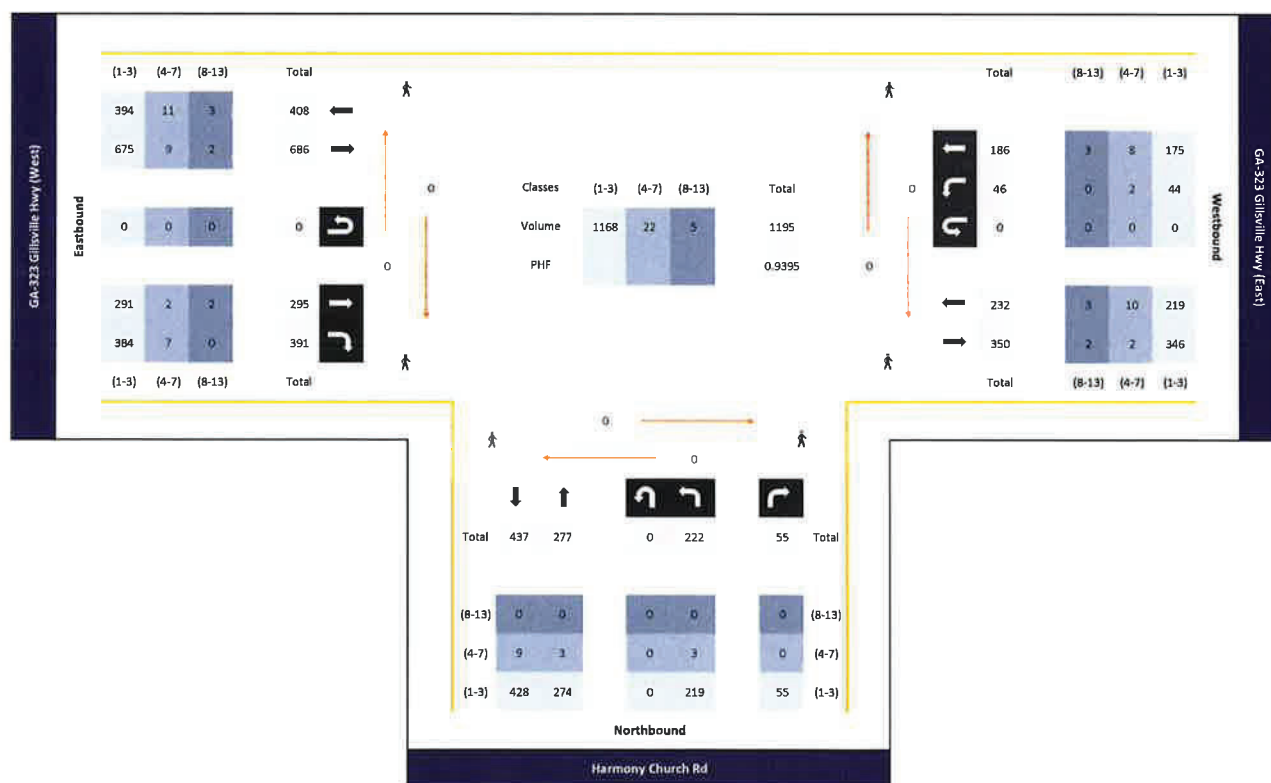 (1-3) (4-7) (8-13) Total
394 11 3 408
675 9 2 686
0 0 0 0
291 2 2 295
384 7 0 391
(1-3) (4-7) (8-13) Total
GA-323 Gillsville Hwy (West)
Eastbound
0
0
Classes (1-3) (4-7) (8-13) Total
Volume 1168 22 5 1195
PHF 0.9395
0
0
Total (8-13) (4-7) (1-3)
186 3 8 175
46 0 2 44
0 0 0 0
232 3 10 219
350 2 2 346
Total (8-13) (4-7) (1-3)
Westbound
GA-323 Gillsville Hwy (East)
0
0
Total 437 277 0 222 55 Total
(8-13) 0 0 0 0 0 (8-13)
(4-7) 9 3 0 3 0 (4-7)
(1-3) 428 274 0 219 55 (1-3)
Northbound
Harmony Church Rd